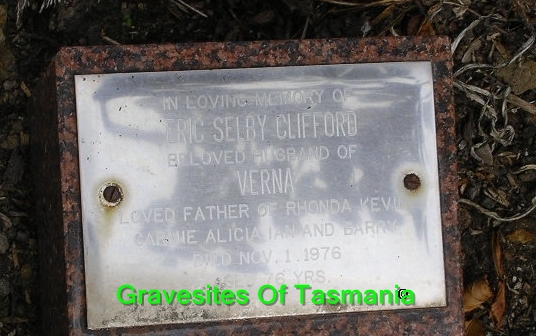 IN LOVING MEMORY OF
ERIC SELBY CLIFFORD
BELOVED HUSBAND OF
VERNA
LOVED FATHER OF RHONDA KEVIN
ALICIA IAN AND BARRY
DIED NOV. 1. 1976
76 YRS.
Gravesites Of Tasmania